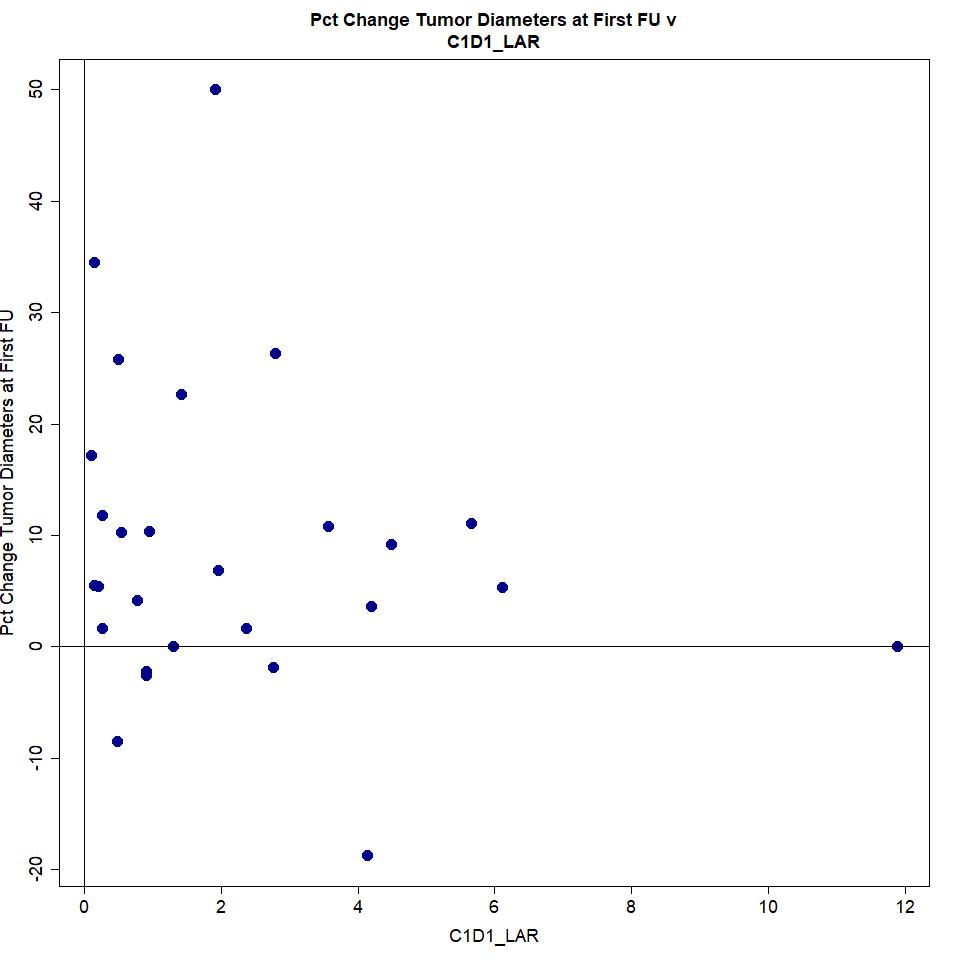 Pct Change Tumor Diameters at First FU v
C1D1_LAR
Pct Change Tumor Diameters at First FU
50
40
30
20
10
0
-10
-20
0 2 4 6 8 10 12
C1D1_LAR